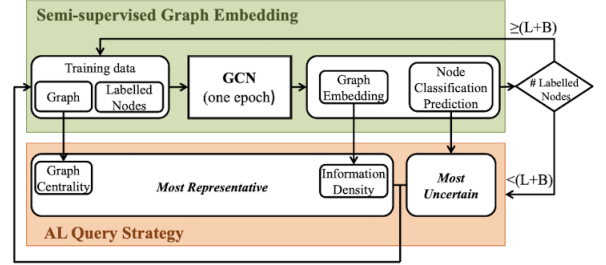 Semi-supervised Graph Embedding
≥(L+B)
Training data
Graph
Labelled
Nodes
GCN
(one epoch)
Graph
Embedding
Node
Classification
Prediction
# Labelled
Nodes
Graph
Centrality
Most Representative
Information
Density
Most
Uncertain
<(L+B)
AL Query Strategy